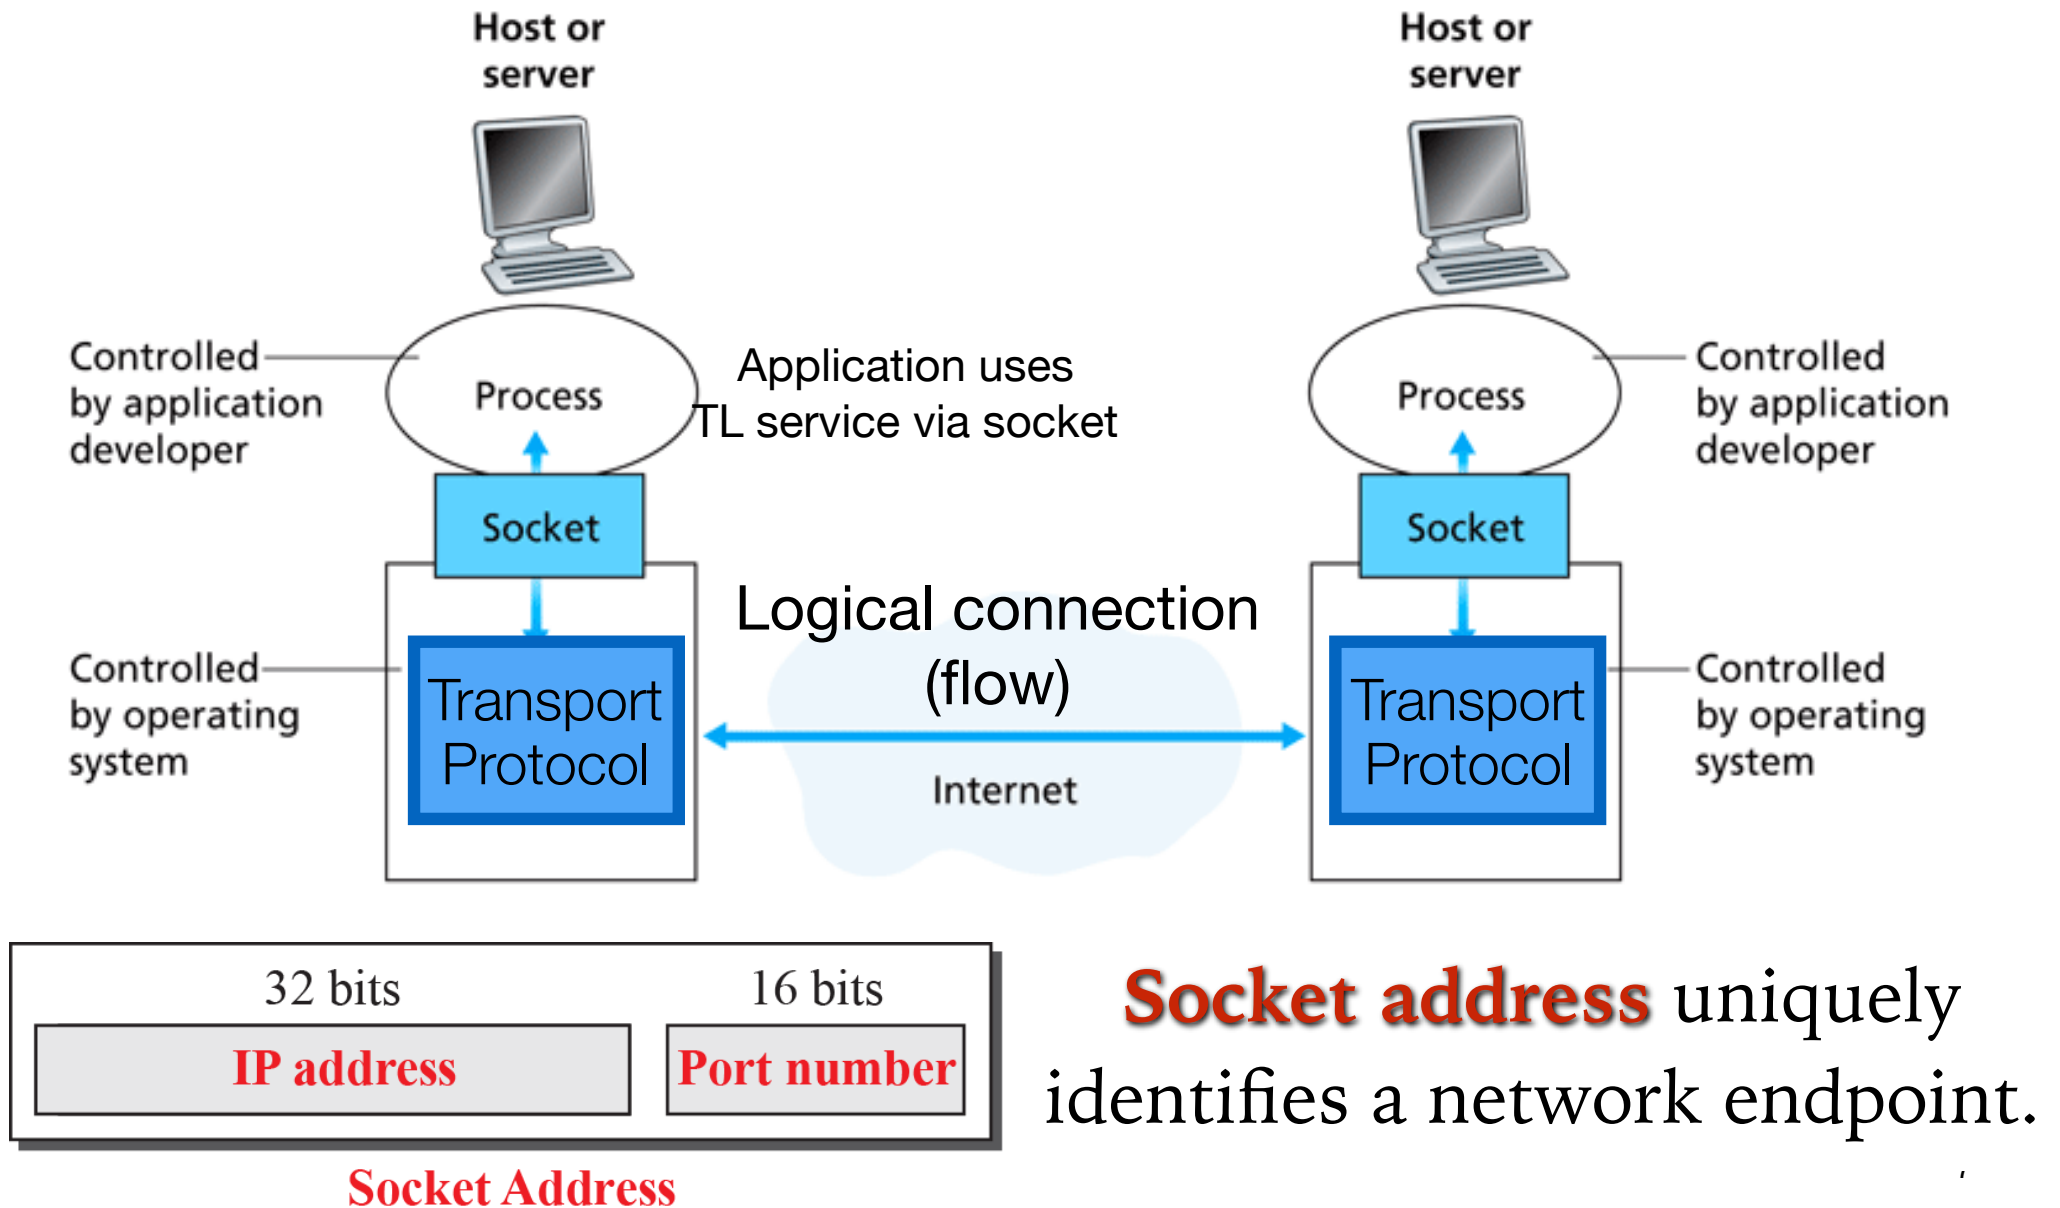 Host or
server
Host or
server
Controlled
by application
developer
Process
Application uses
TL service via socket
Process
Controlled
by application
developer
Socket
Socket
Logical connection
(flow)
Controlled
by operating
system
Transport
Protocol
Internet
Transport
Protocol
Controlled
by operating
system
32 bits
16 bits
IP address
Port number
Socket Address
Socket address uniquely
identifies a network endpoint.